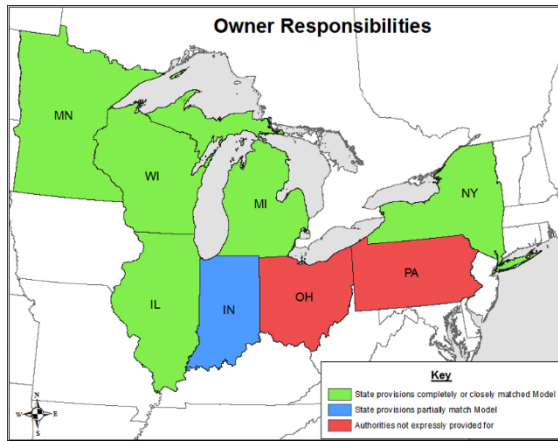 Owner Responsibilities
MN
WI
MI
NY
IL
IN
OH
PA
Key
State provisions completely or closely matched Model
State provisions partially match Model
Authorities not expressly provided for
N
W E
S